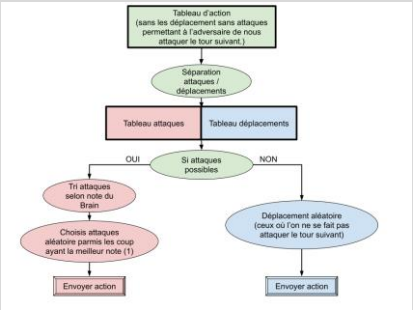 Tableau d'action
(sans les déplacement sans attaques
permettant à l'adversaire de nous
attaquer le tour suivant.)
Séparation
attaques /
déplacements
Tableau attaques
Tableau déplacements
OUI
Si attaques
possibles
NON
Tri attaques
selon note du
Brain
Choisis attaques
aléatoire parmis les coup
ayant la meilleur note (1)
Déplacement aléatoire
(ceux où l'on ne se fait pas
attaquer le tour suivant)
Envoyer action
Envoyer action